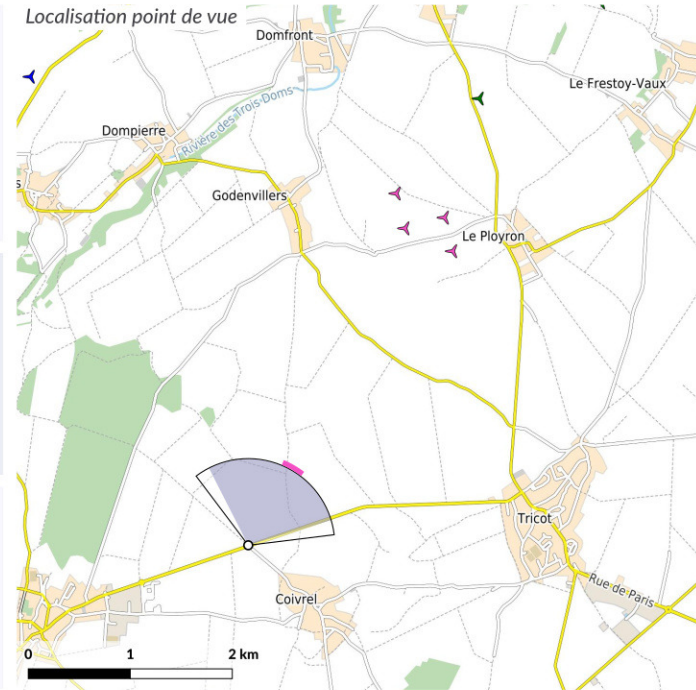 Localisation point de vue
Domfront
Le Frestoy-Vaux
Rivière des Trois Doms
Dompierre
s
Godenvillers
Le Ployron
Tricot
Rue de Paris
Coivrel
0 1 2 km